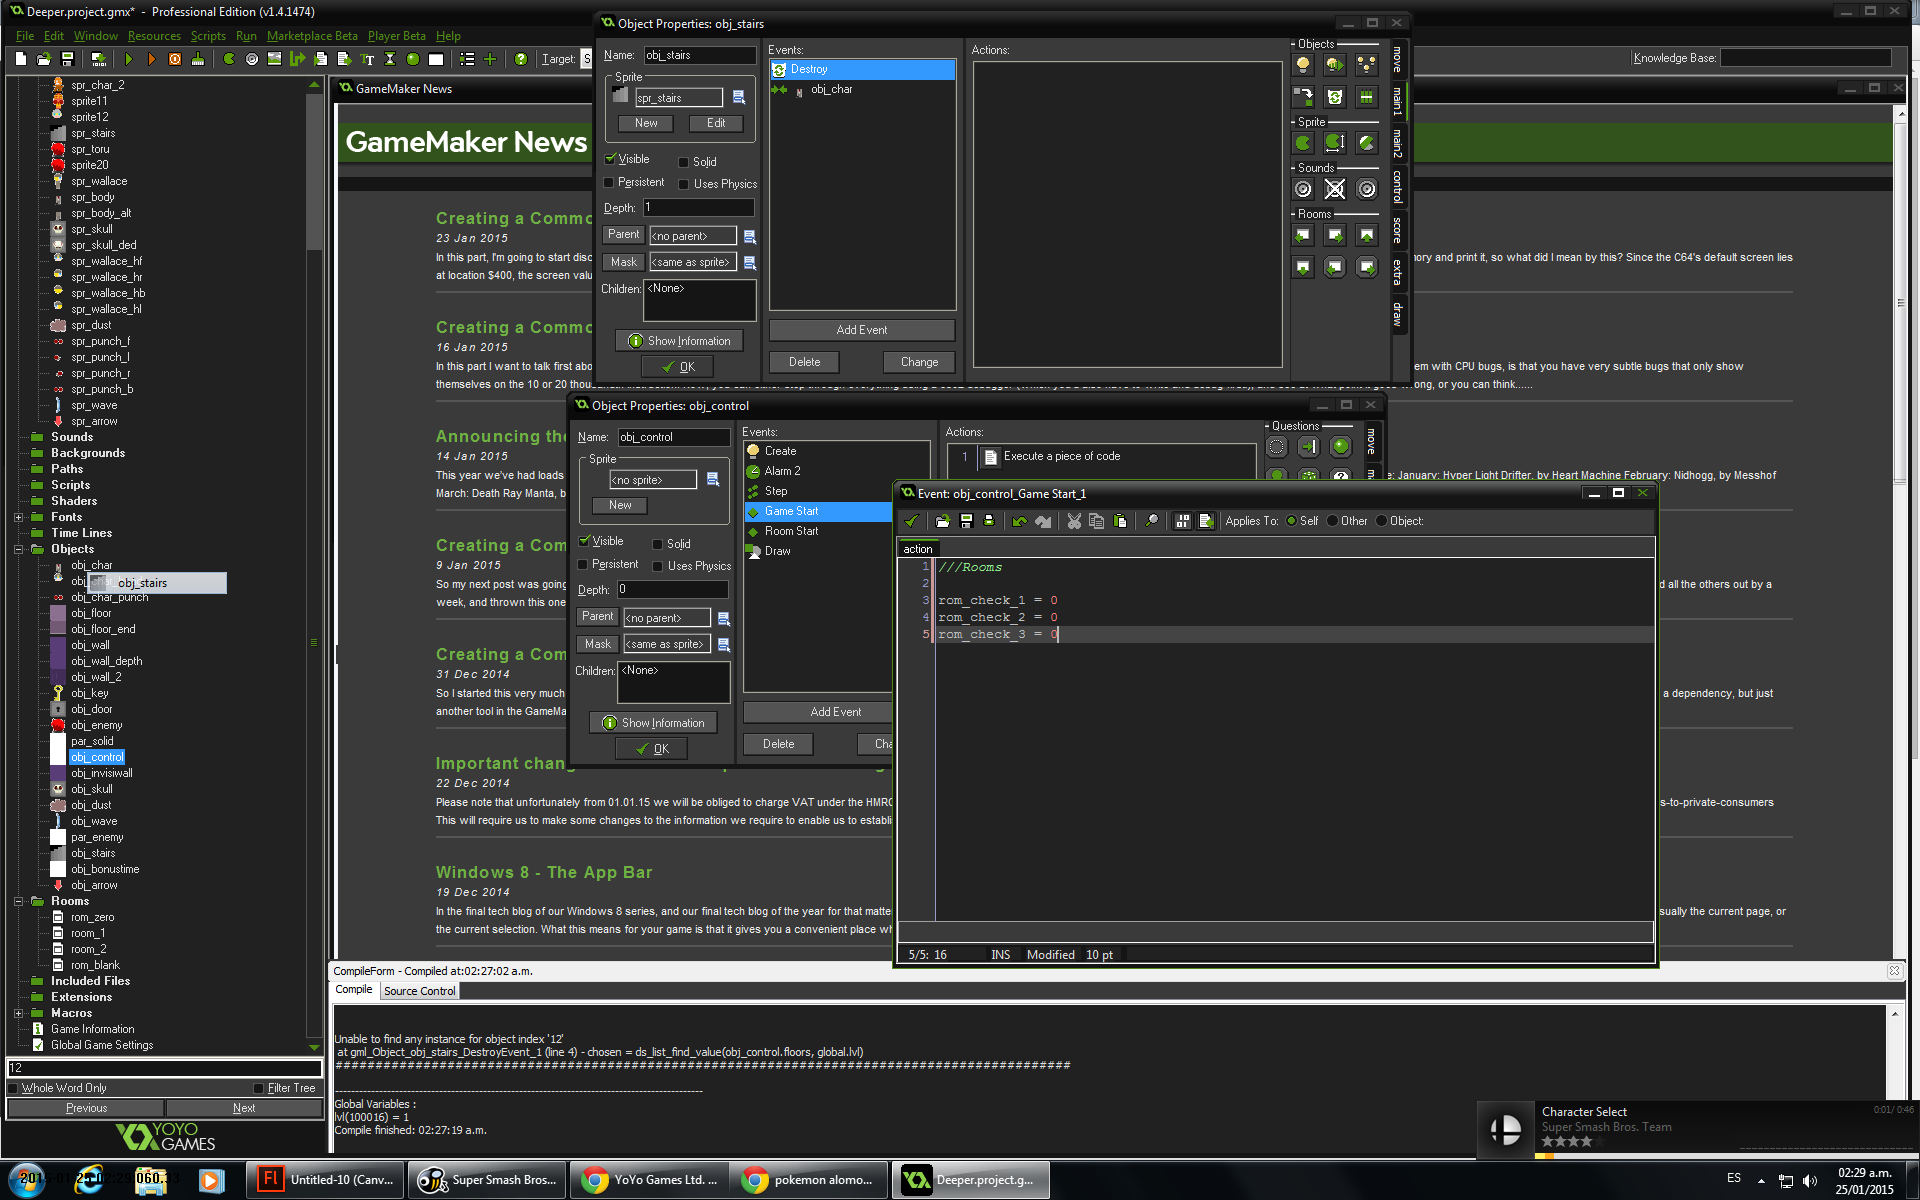 Deeper.project.gmx* - Professional Edition (v1.4.1474)
File Edit Window Resources Scripts Run Marketplace Beta Player Beta Help
Target: S
Knowledge Base:
spr_char_2
sprite11
sprite12
spr_stairs
spr_toru
sprite20
spr_wallace
spr_body
spr_body_alt
spr_skull
spr_skull_ded
spr_wallace_hf
spr_wallace_hr
spr_wallace_hb
spr_wallace_hl
spr_dust
spr_punch_f
spr_punch_l
spr_punch_r
spr_punch_b
spr_wave
spr_arrow
Sounds
Backgrounds
Paths
Scripts
Shaders
Fonts
Time Lines
Objects
obj_char
obj_stairs
obj_char_punch
obj_floor
obj_floor_end
obj_wall
obj_wall_depth
obj_wall_2
obj_key
obj_door
obj_enemy
par_solid
obj_control
obj_invisiwall
obj_skull
obj_dust
obj_wave
par_enemy
obj_stairs
obj_bonustime
obj_arrow
Rooms
rom_zero
room_1
room_2
rom_blank
Included Files
Extensions
Macros
Game Information
Global Game Settings
12
Whole Word Only Filter Tree
Previous Next
YOYO
GAMES
GameMaker News
GameMaker News
Creating a Commo
23 Jan 2015
In this part, I'm going to start disc
ory and print it, so what did I mean by this? Since the C64's default screen lies
at location $400, the screen valu
Creating a Commo
16 Jan 2015
In this part I want to talk first abo
em with CPU bugs, is that you have very subtle bugs that only show
themselves on the 10 or 20 thou
ong, or you can think......
Announcing the
14 Jan 2015
This year we've had loads
e: January: Hyper Light Drifter, by Heart Machine February: Nidhogg, by Messhof
March: Death Ray Manta, b
Creating a Com
9 Jan 2015
So my next post was going
d all the others out by a
week, and thrown this one
Creating a Com
31 Dec 2014
So I started this very much
a dependency, but just
another tool in the GameMa
Important chang
22 Dec 2014
Please note that unfortunately from 01.01.15 we will be obliged to charge VAT under the HMRC
s-to-private-consumers
This will require us to make some changes to the information we require to enable us to establi
Windows 8 - The App Bar
19 Dec 2014
In the final tech blog of our Windows 8 series, and our final tech blog of the year for that matte
sually the current page, or
the current selection. What this means for your game is that it gives you a convenient place wh
Object Properties: obj_stairs
Name: obj_stairs
Sprite
spr_stairs
New Edit
Visible Solid
Persistent Uses Physics
Depth: 1
Parent <no parent>
Mask <same as sprite>
Children: <None>
Show Information
OK
Events:
Destroy
obj_char
Add Event
Delete Change
Actions:
Objects
Sprite
Sounds
Rooms
move
main1
main2
control
score
extra
draw
Object Properties: obj_control
Name: obj_control
Sprite
<no sprite>
New
Visible Solid
Persistent Uses Physics
Depth: 0
Parent <no parent>
Mask <same as sprite>
Children: <None>
Show Information
OK
Events:
Create
Alarm 2
Step
Game Start
Room Start
Draw
Add Event
Delete Cha
Actions:
1 Execute a piece of code
Questions
move
Event: obj_control_Game Start_1
Applies To: Self Other Object:
action
1 ///Rooms
2
3 rom_check_1 = 0
4 rom_check_2 = 0
5 rom_check_3 = 0
5/5: 16 INS Modified 10 pt
CompileForm - Compiled at:02:27:02 a.m.
Compile Source Control
Unable to find any instance for object index '12'
at gml_Object_obj_stairs_DestroyEvent_1 (line 4) - chosen = ds_list_find_value(obj_control.floors, global.lvl)
Global Variables :
lvl(100016) = 1
Compile finished: 02:27:19 a.m.
Character Select
0:01/ 0:46
Super Smash Bros. Team
Untitled-10 (Canv...
Super Smash Bros...
YoYo Games Ltd. ...
pokemon alomo...
Deeper.project.g...
ES
02:29 a.m.
25/01/2015